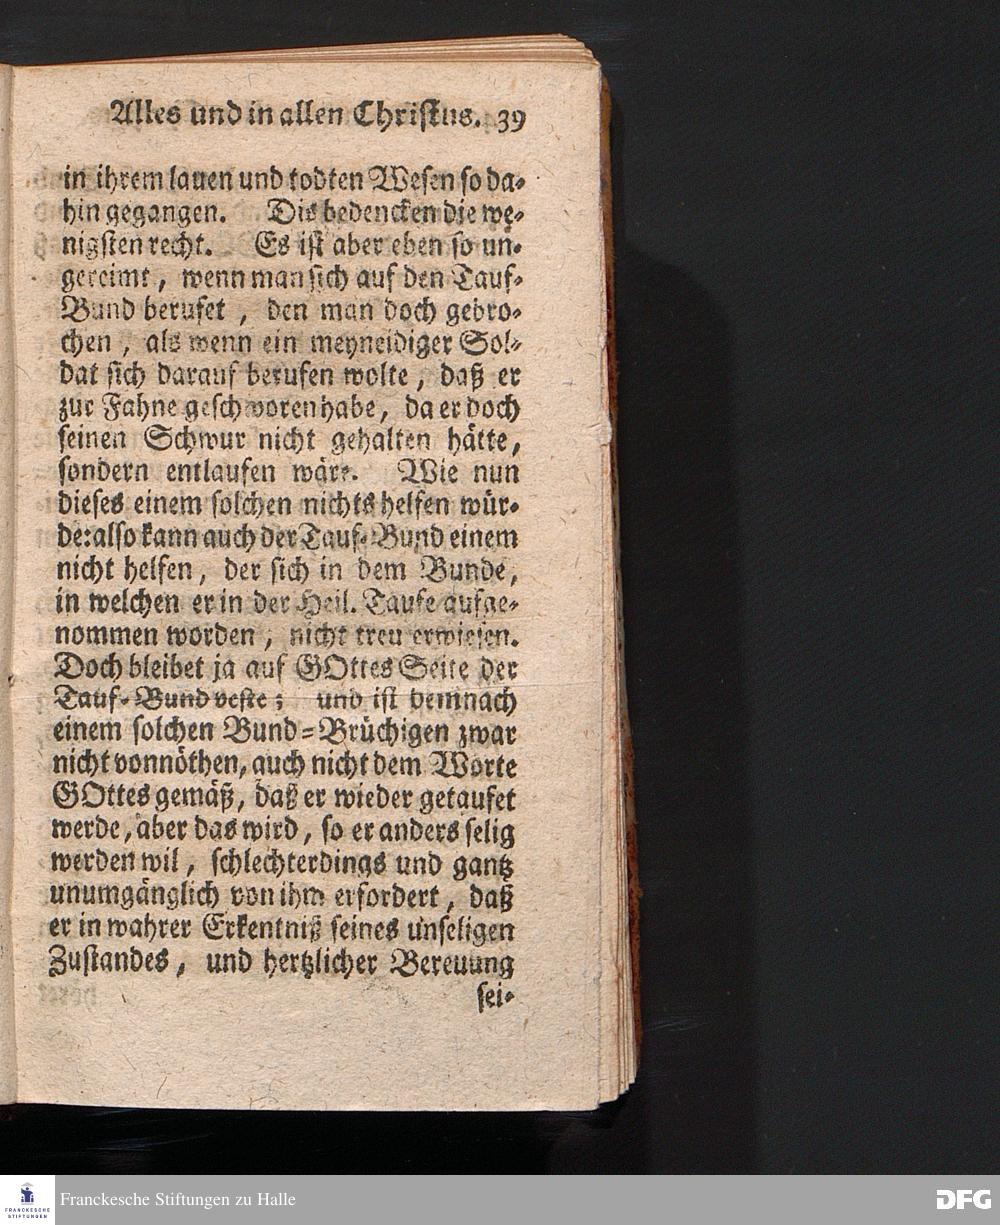 Alles und in allen Christus. 39
in ihrem lauen und todten Wesen so da-
hin gegangen. Dis bedencken die we-
nigsten recht. Es ist aber eben so un-
gereimt, wenn man sich auf den Tauf-
Bund berufet, den man doch gebro-
chen, als wenn ein meyneidiger Sol-
dat sich darauf berufen wolte, daß er
zur Fahne geschworen habe, da er doch
seinen Schwur nicht gehalten hätte,
sondern entlaufen wäre. Wie nun
dieses einem solchen nichts helfen wür-
de: also kann auch der Tauf-Bund einem
nicht helfen, der sich in dem Bunde,
in welchen er in der Heil. Taufe aufge-
nommen worden, nicht treu erwiesen.
Doch bleibet ja auf GOttes Seite der
Tauf-Bund veste; und ist demnach
einem solchen Bund-Brüchigen zwar
nicht vonnöthen, auch nicht dem Worte
GOttes gemäß, daß er wieder getaufet
werde, aber das wird, so er anders selig
werden wil, schlechterdings und gantz
unumgänglich von ihm erfordert, daß
er in wahrer Erkentniß seines unseligen
Zustandes, und hertzlicher Bereuung
sei-
FRANCKESCHE
STIFTUNGEN
Franckesche Stiftungen zu Halle
DFG